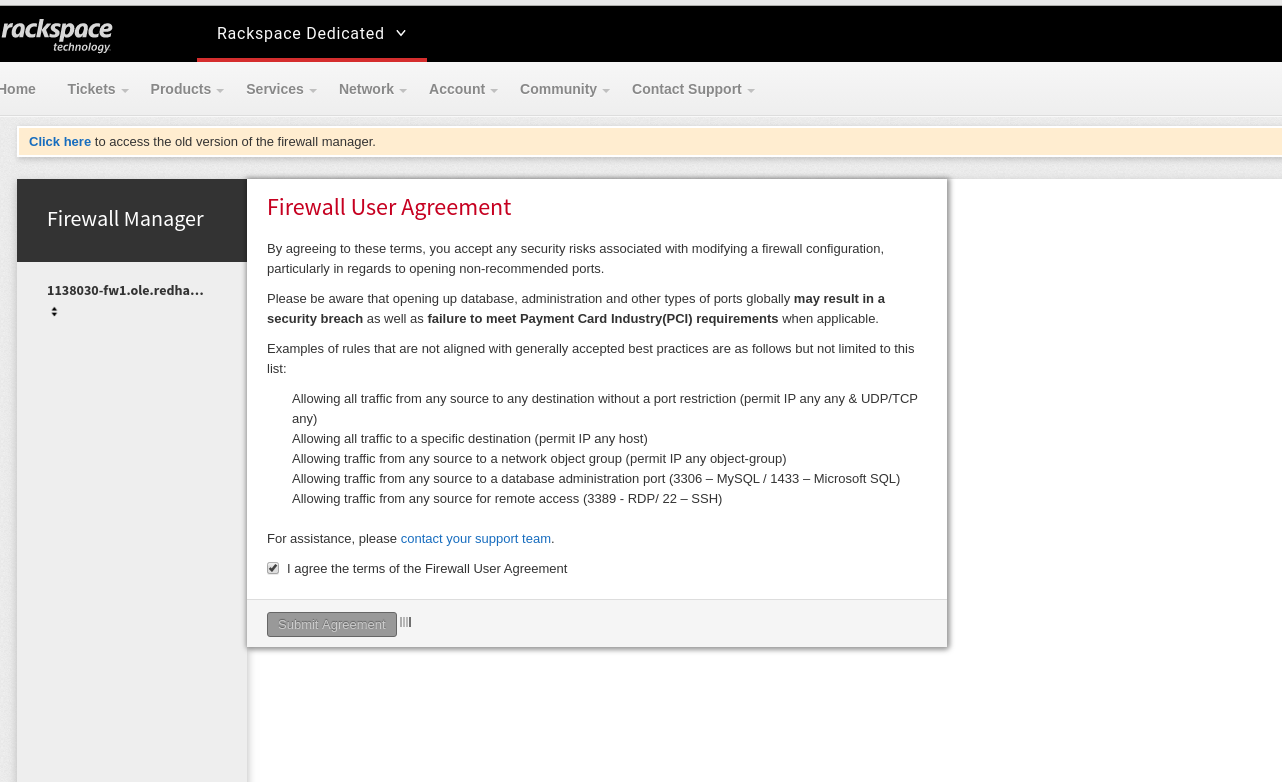 rackspace
technology
Rackspace Dedicated
Home Tickets Products Services Network Account Community Contact Support
Click here to access the old version of the firewall manager.
Firewall Manager
1138030-fw1.ole.redha...
Firewall User Agreement
By agreeing to these terms, you accept any security risks associated with modifying a firewall configuration,
particularly in regards to opening non-recommended ports.
Please be aware that opening up database, administration and other types of ports globally may result in a
security breach as well as failure to meet Payment Card Industry(PCI) requirements when applicable.
Examples of rules that are not aligned with generally accepted best practices are as follows but not limited to this
list:
Allowing all traffic from any source to any destination without a port restriction (permit IP any any & UDP/TCP
any)
Allowing all traffic to a specific destination (permit IP any host)
Allowing traffic from any source to a network object group (permit IP any object-group)
Allowing traffic from any source to a database administration port (3306 – MySQL / 1433 – Microsoft SQL)
Allowing traffic from any source for remote access (3389 - RDP/ 22 – SSH)
For assistance, please contact your support team.
I agree the terms of the Firewall User Agreement
Submit Agreement